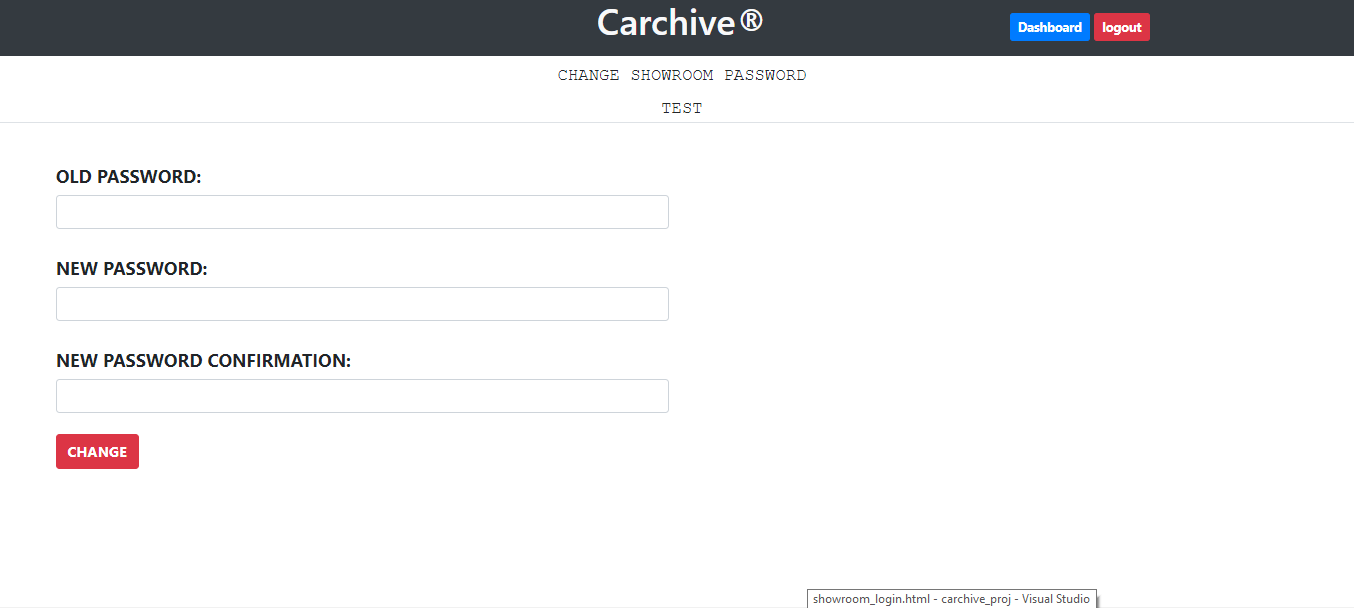 Carchive®
Dashboard logout
CHANGE SHOWROOM PASSWORD
TEST
OLD PASSWORD:
NEW PASSWORD:
NEW PASSWORD CONFIRMATION:
CHANGE
showroom_login.html - carchive_proj - Visual Studio